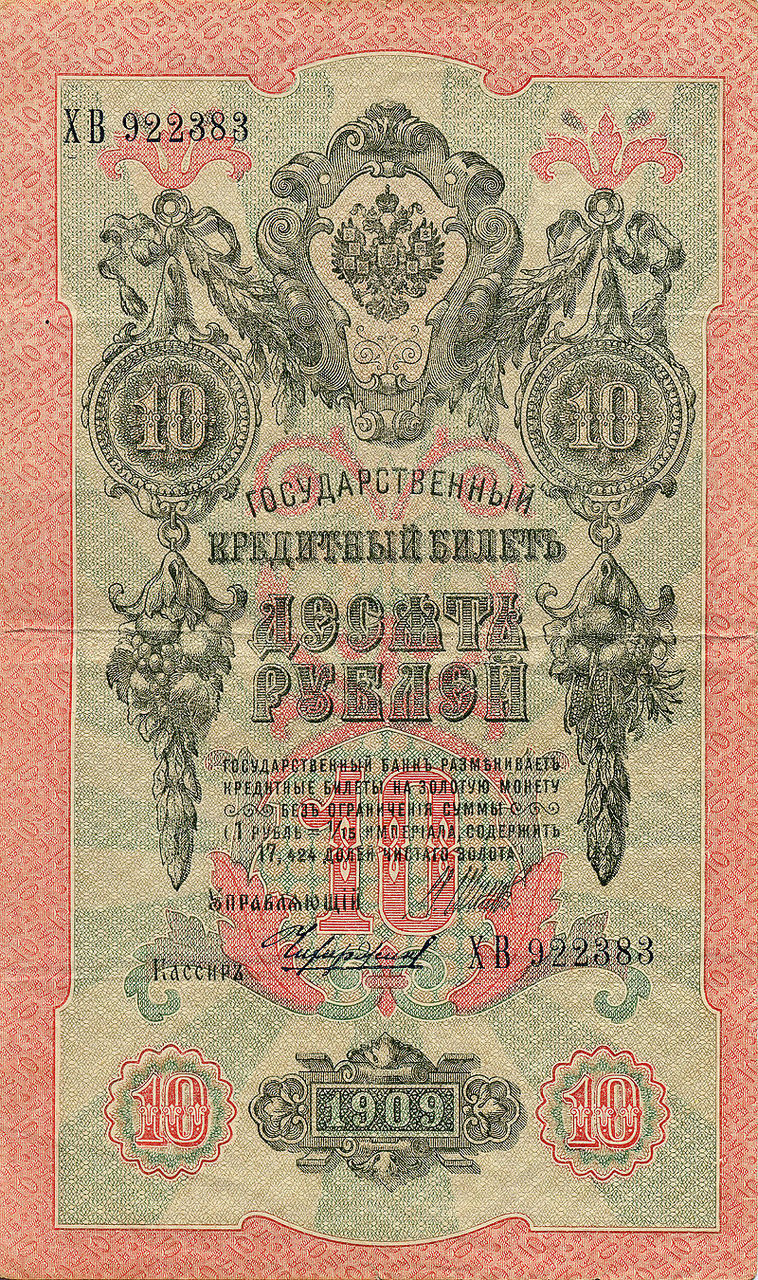 ХВ 922383
10 10
ГОСУДАРСТВЕННЫЙ
КРЕДИТНЫЙ БИЛЕТЪ
ДЕСЯТЬ
РУБЛЕЙ
ГОСУДАРСТВЕННЫЙ БАНКЪ РАЗМѢНИВАЕТЪ
КРЕДИТНЫЕ БИЛЕТЫ НА ЗОЛОТУЮ МОНЕТУ
БЕЗЪ ОГРАНИЧЕНІЯ СУММЫ
(1 РУБЛЬ = 1/15 ИМПЕРІАЛА, СОДЕРЖИТЪ
17,424 ДОЛЕЙ ЧИСТАГО ЗОЛОТА)
10
УПРАВЛЯЮЩІЙ
ХВ 922383
КАССИРЪ
10 1909 10